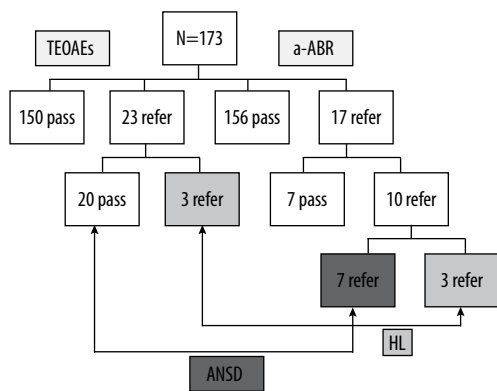 N=173
TEOAEs
a-ABR
150 pass
23 refer
156 pass
17 refer
20 pass
3 refer
7 pass
10 refer
7 refer
3 refer
HL
ANSD